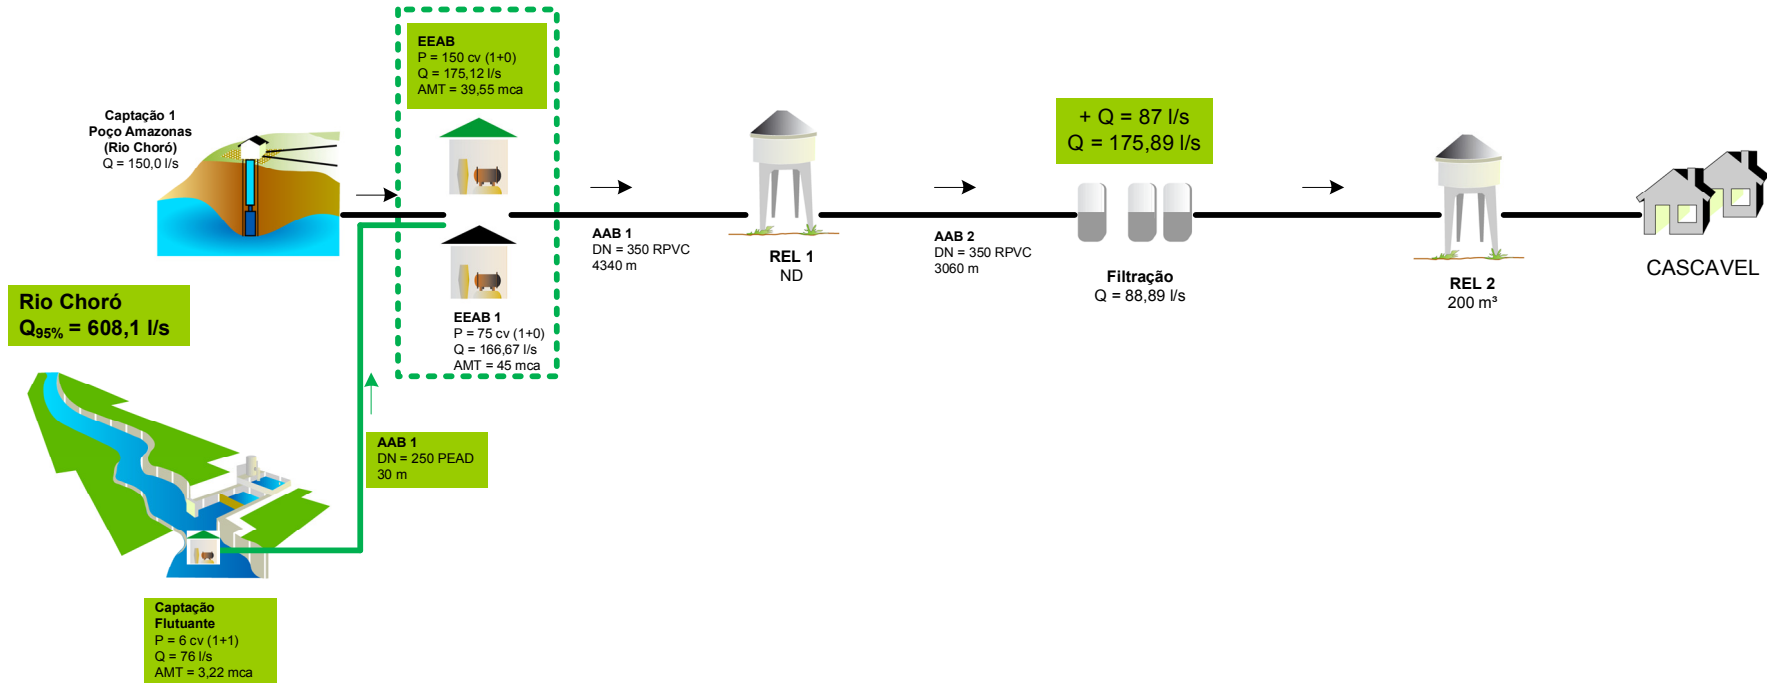 EEAB
P = 150 cv (1+0)
Q = 175,12 l/s
AMT = 39,55 mca
Captação 1
Poço Amazonas
(Rio Choró)
Q = 150,0 l/s
+ Q = 87 l/s
Q = 175,89 l/s
AAB 1
DN = 350 RPVC
4340 m
REL 1
ND
AAB 2
DN = 350 RPVC
3060 m
Filtração
Q = 88,89 l/s
REL 2
200 m³
CASCAVEL
Rio Choró
Q95% = 608,1 l/s
EEAB 1
P = 75 cv (1+0)
Q = 166,67 l/s
AMT = 45 mca
AAB 1
DN = 250 PEAD
30 m
Captação
Flutuante
P = 6 cv (1+1)
Q = 76 l/s
AMT = 3,22 mca